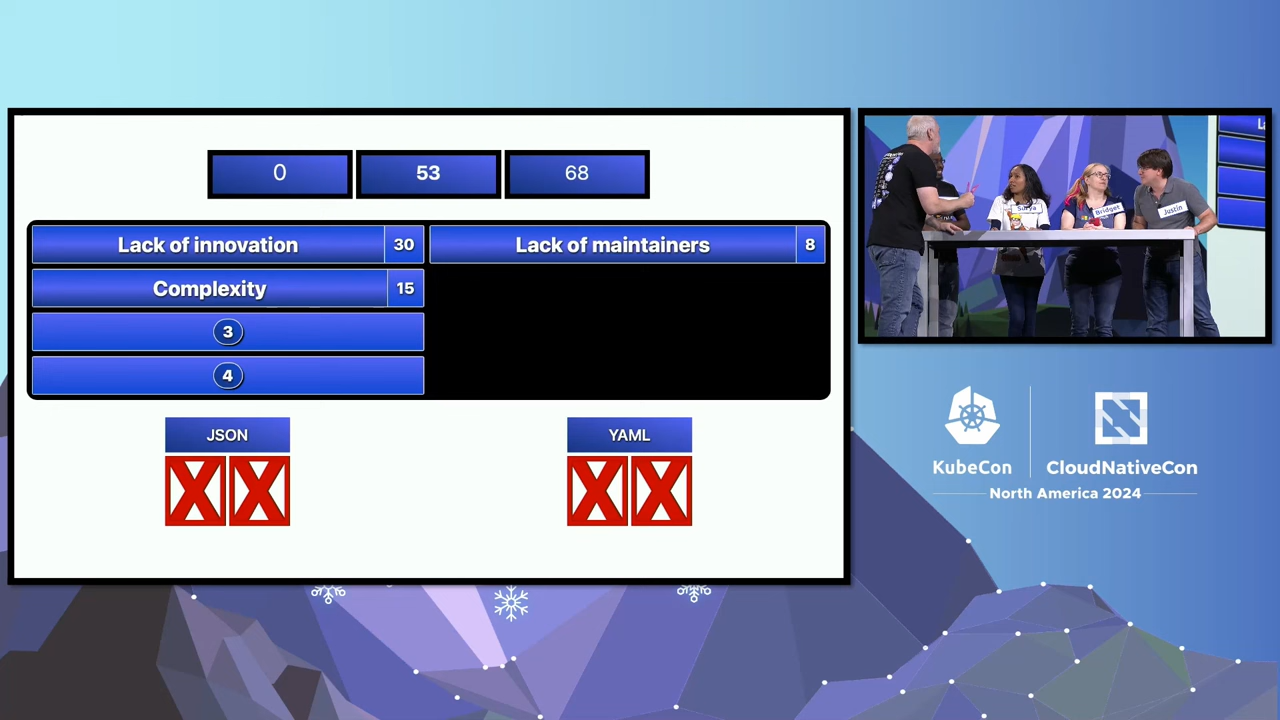 0 53 68
Lack of innovation 30
Lack of maintainers 8
Complexity 15
3
4
JSON
YAML
X X
X X
Surya
Bridget
Justin
KubeCon
CloudNativeCon
North America 2024